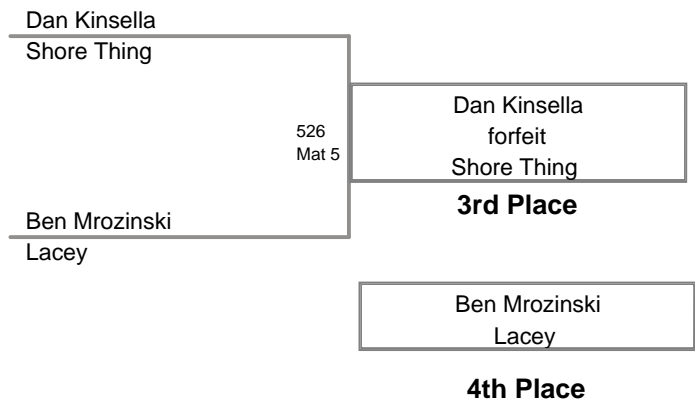 Dan Kinsella
Shore Thing
526
Mat 5
Ben Mrozinski
Lacey
Dan Kinsella
forfeit
Shore Thing
3rd Place
Ben Mrozinski
Lacey
4th Place